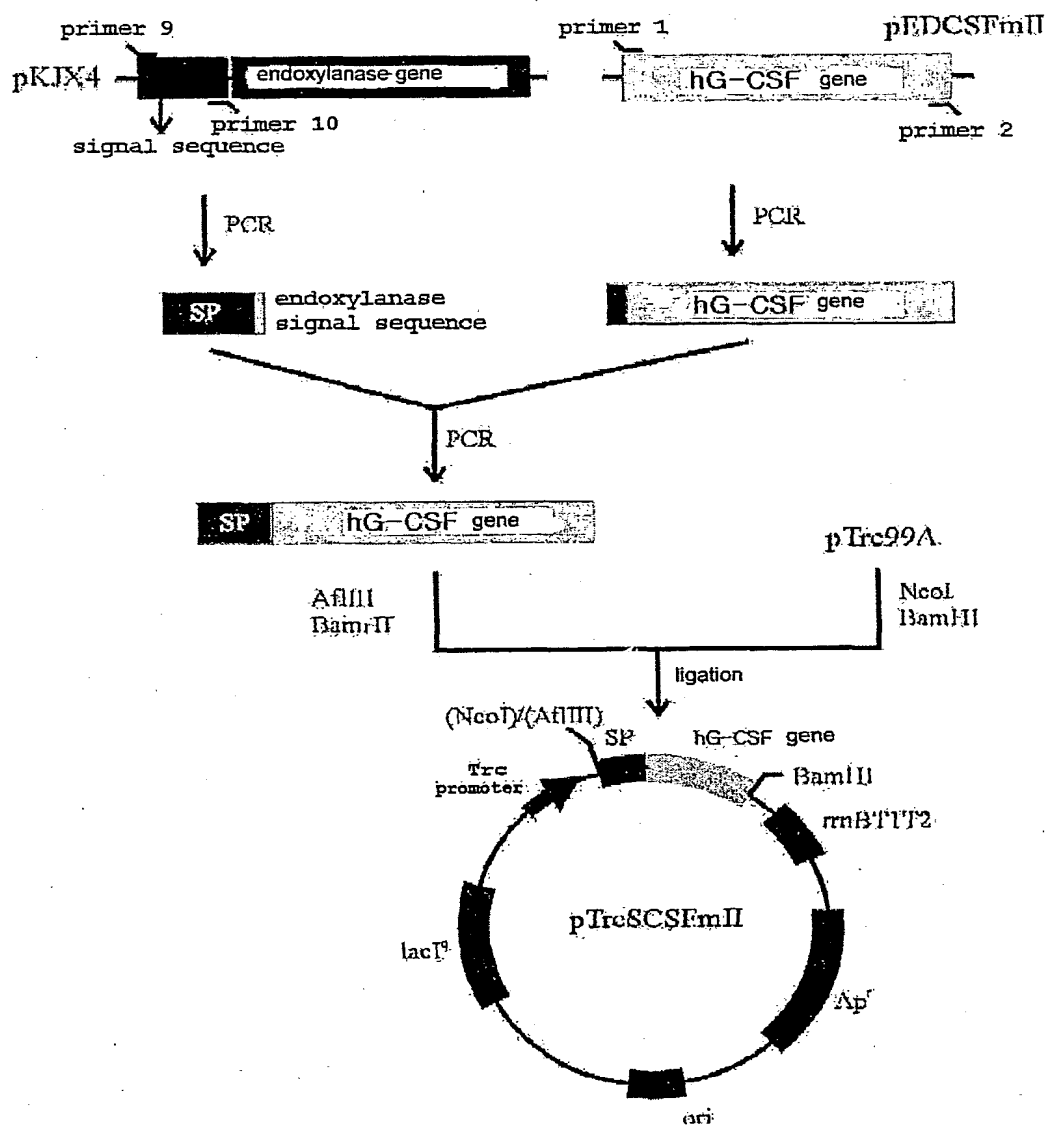 primer 9
primer 1
pEDCSFmII
pKJX4
endoxylanase gene
hG-CSF gene
primer 10
primer 2
signal sequence
PCR
PCR
SP
endoxylanase
signal sequence
hG-CSF gene
PCR
SP
hG-CSF gene
pTrc99A
AflIII
BamHI
NcoI
BamHI
ligation
(NcoI)/(AflIII)
SP
hG-CSF gene
BamHI
Trc
promoter
rrnBT1T2
pTrcSCSFmII
lacIq
Apr
ori